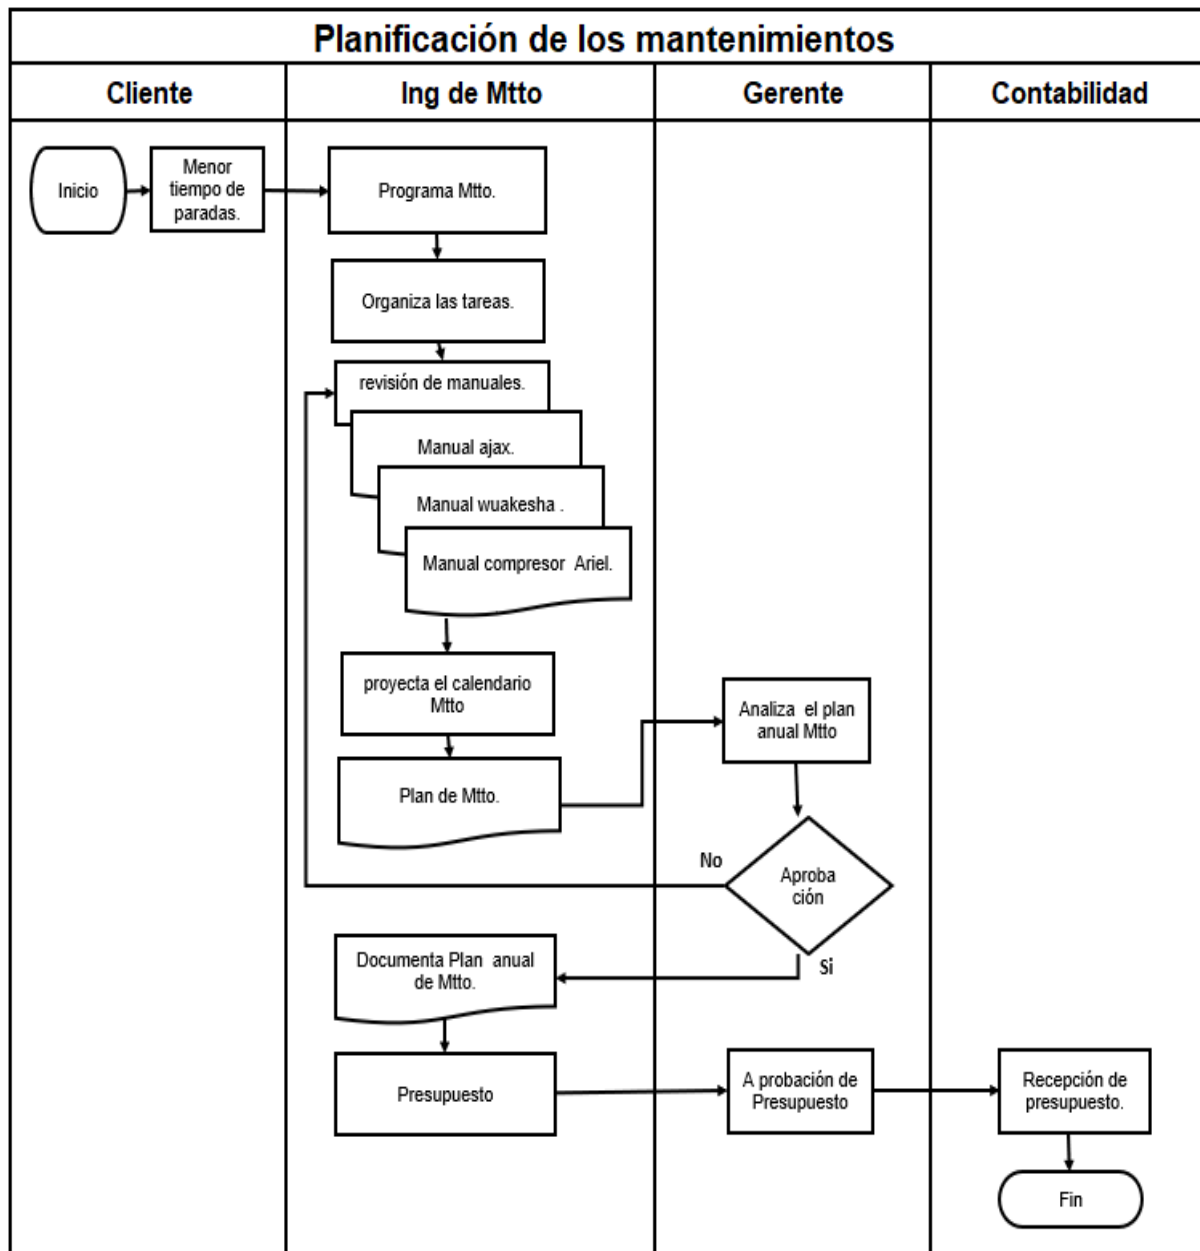 Planificación de los mantenimientos
Cliente
Ing de Mtto
Gerente
Contabilidad
Inicio
Menor
tiempo de
paradas.
Programa Mtto.
Organiza las tareas.
revisión de manuales.
Manual ajax.
Manual wuakesha .
Manual compresor Ariel.
proyecta el calendario
Mtto
Plan de Mtto.
Analiza el plan
anual Mtto
No
Aproba
ción
Si
Documenta Plan anual
de Mtto.
Presupuesto
A probación de
Presupuesto
Recepción de
presupuesto.
Fin